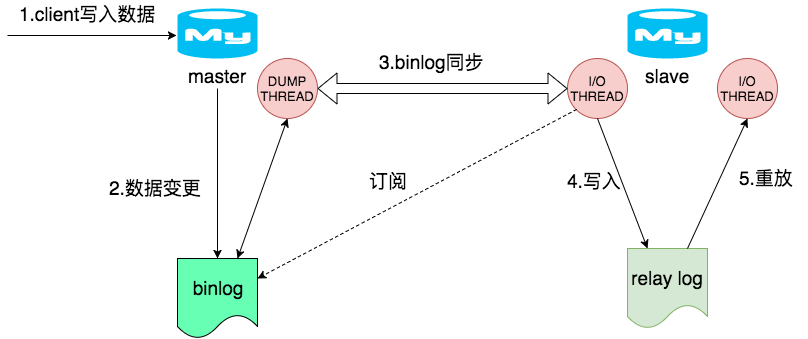 1.client写入数据
My
My
master
slave
DUMP
THREAD
3.binlog同步
I/O
THREAD
I/O
THREAD
2.数据变更
订阅
4.写入
5.重放
binlog
relay log